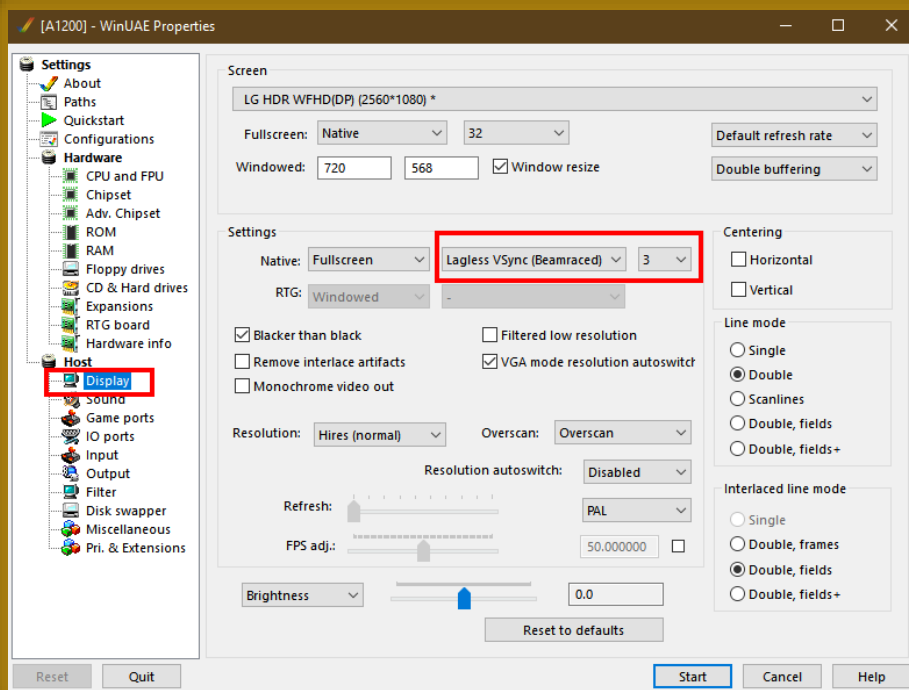 [A1200] - WinUAE Properties
Settings
About
Paths
Quickstart
Configurations
Hardware
CPU and FPU
Chipset
Adv. Chipset
ROM
RAM
Floppy drives
CD & Hard drives
Expansions
RTG board
Hardware info
Host
Display
Sound
Game ports
IO ports
Input
Output
Filter
Disk swapper
Miscellaneous
Pri. & Extensions
Screen
LG HDR WFHD(DP) (2560*1080) *
Fullscreen: Native 32 Default refresh rate
Windowed: 720 568 Window resize Double buffering
Settings
Native: Fullscreen Lagless VSync (Beamraced) 3
RTG: Windowed -
Blacker than black Filtered low resolution
Remove interlace artifacts VGA mode resolution autoswitch
Monochrome video out
Resolution: Hires (normal) Overscan: Overscan
Resolution autoswitch: Disabled
Refresh: PAL
FPS adj.: 50.000000
Brightness 0.0
Reset to defaults
Centering
Horizontal
Vertical
Line mode
Single
Double
Scanlines
Double, fields
Double, fields+
Interlaced line mode
Single
Double, frames
Double, fields
Double, fields+
Reset Quit Start Cancel Help